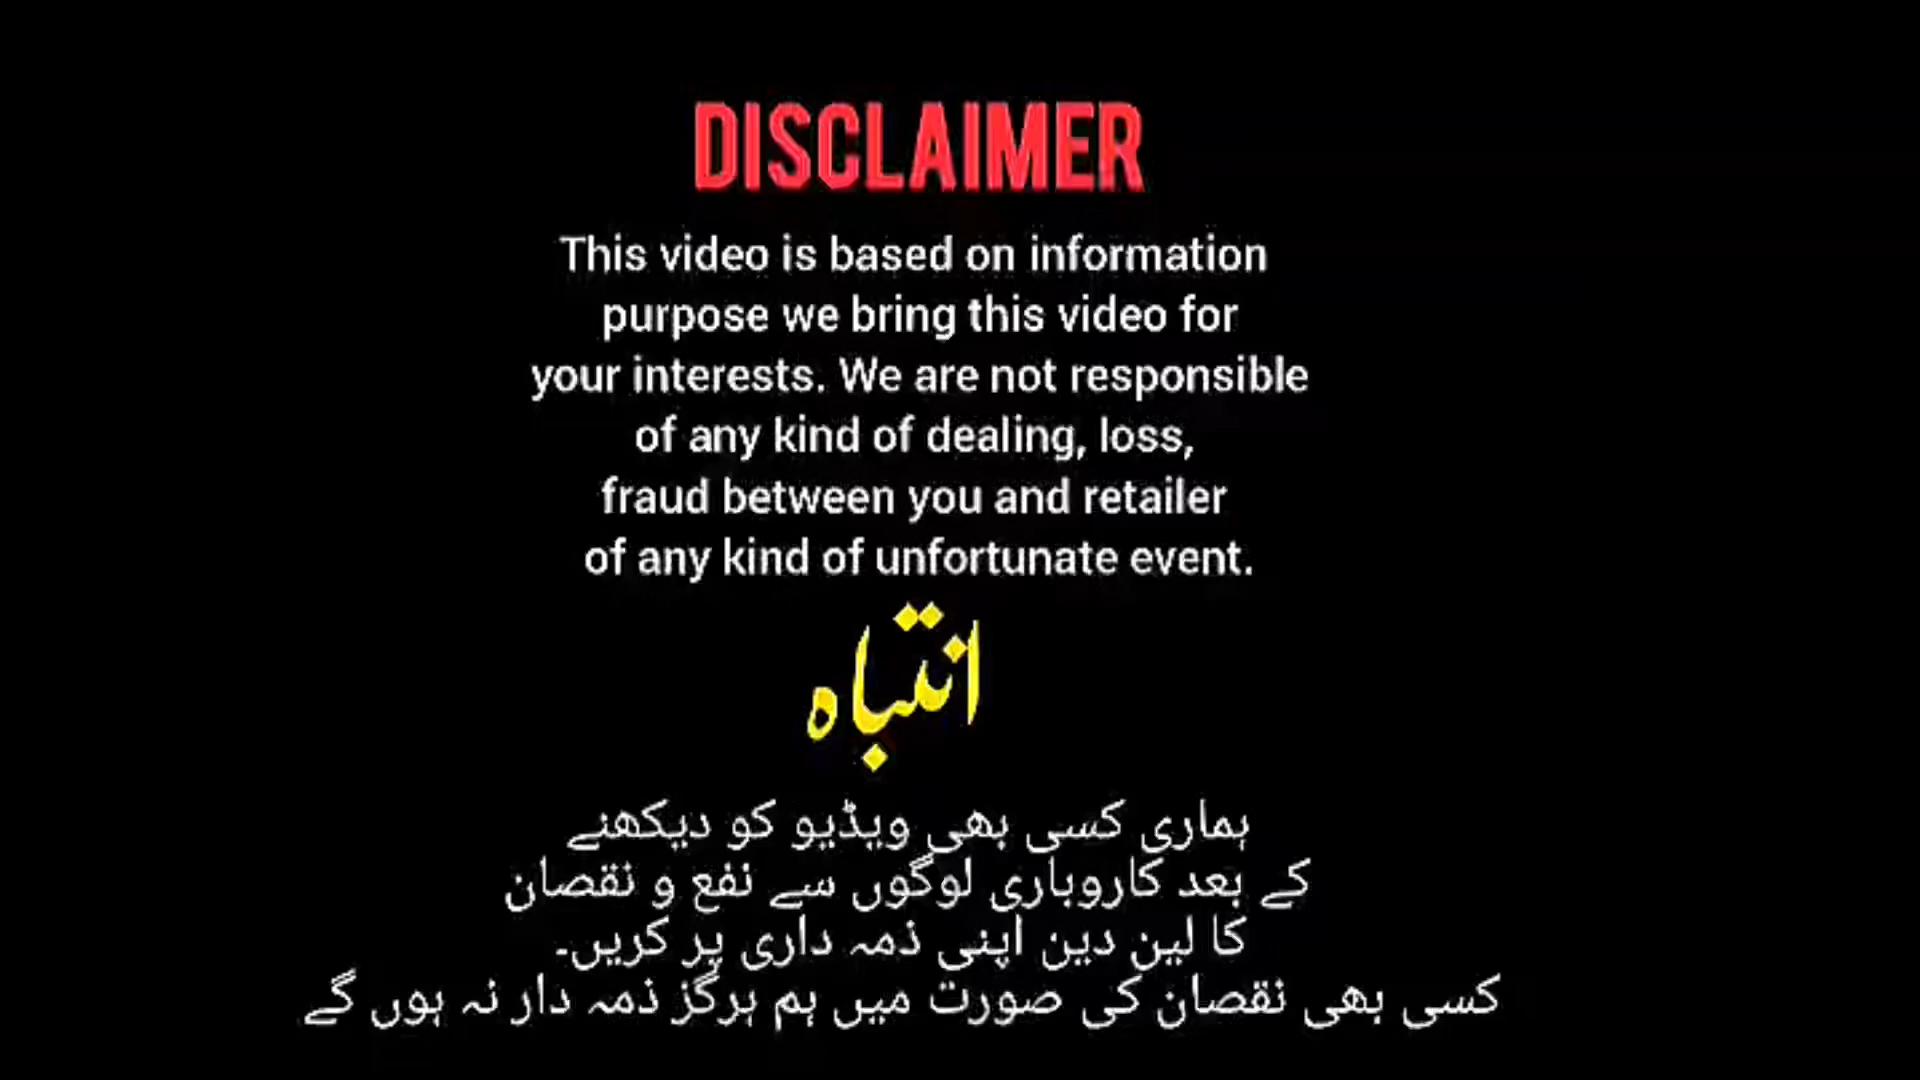 DISCLAIMER
This video is based on information
purpose we bring this video for
your interests. We are not responsible
of any kind of dealing, loss,
fraud between you and retailer
of any kind of unfortunate event.
انتباہ
ہماری کسی بھی ویڈیو کو دیکھنے
کے بعد کاروباری لوگوں سے نفع و نقصان
کا لین دین اپنی ذمہ داری پر کریں۔
کسی بھی نقصان کی صورت میں ہم ہرگز ذمہ دار نہ ہوں گے